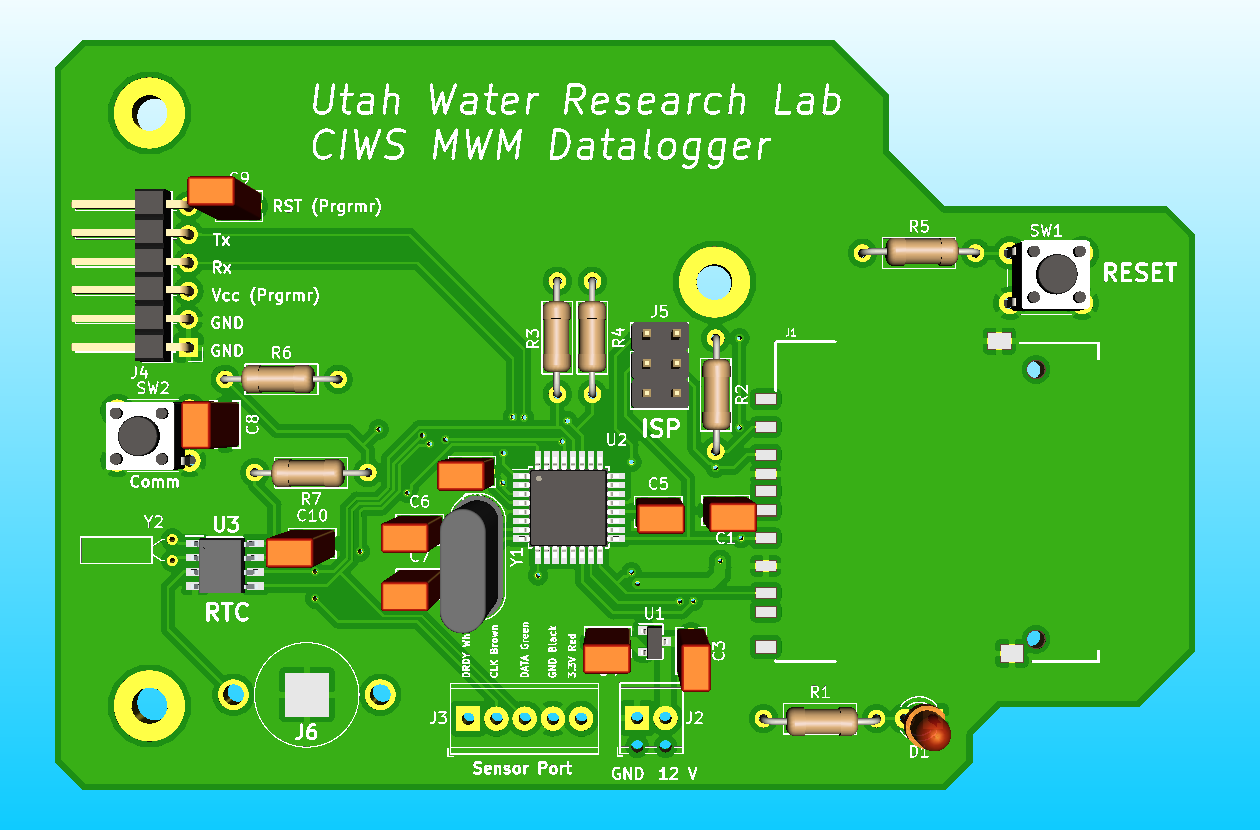 Utah Water Research Lab
CIWS MWM Datalogger
RST (Prgrmr)
Tx
Rx
Vcc (Prgrmr)
GND
GND
J4
R5
SW1
RESET
R3
R4
J5
ISP
R2
J1
R6
SW2
C8
Comm
R7
C10
U2
C6
C5
C1
Y2
U3
RTC
C7
Y1
U1
C3
DRDY Wh
CLK Brown
DATA Green
GND Black
3.3V Red
J6
J3
J2
Sensor Port
GND 12 V
R1
D1